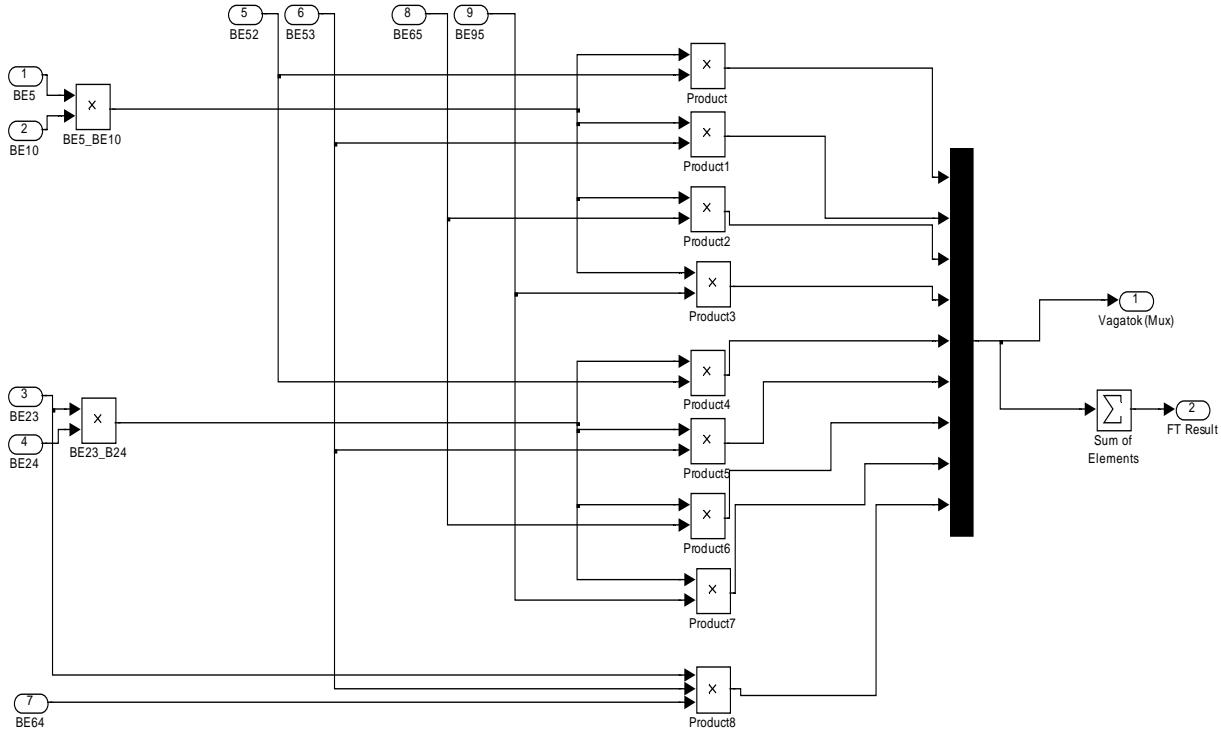 5
BE52
6
BE53
8
BE65
9
BE95
1
BE5
2
BE10
×
BE5_BE10
×
Product
×
Product1
×
Product2
×
Product3
3
BE23
4
BE24
×
BE23_B24
×
Product4
×
Product5
×
Product6
×
Product7
7
BE64
×
Product8
1
Vagatok (Mux)
Σ
Sum of
Elements
2
FT Result